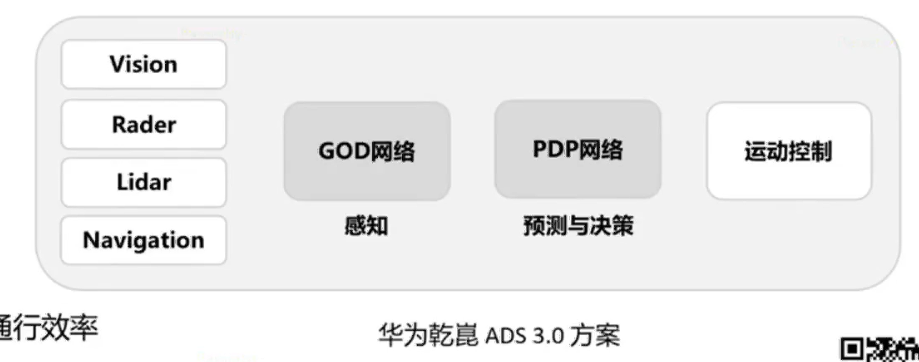 Vision
Rader
Lidar
Navigation
GOD网络
感知
PDP网络
预测与决策
运动控制
通行效率
华为乾崑 ADS 3.0 方案